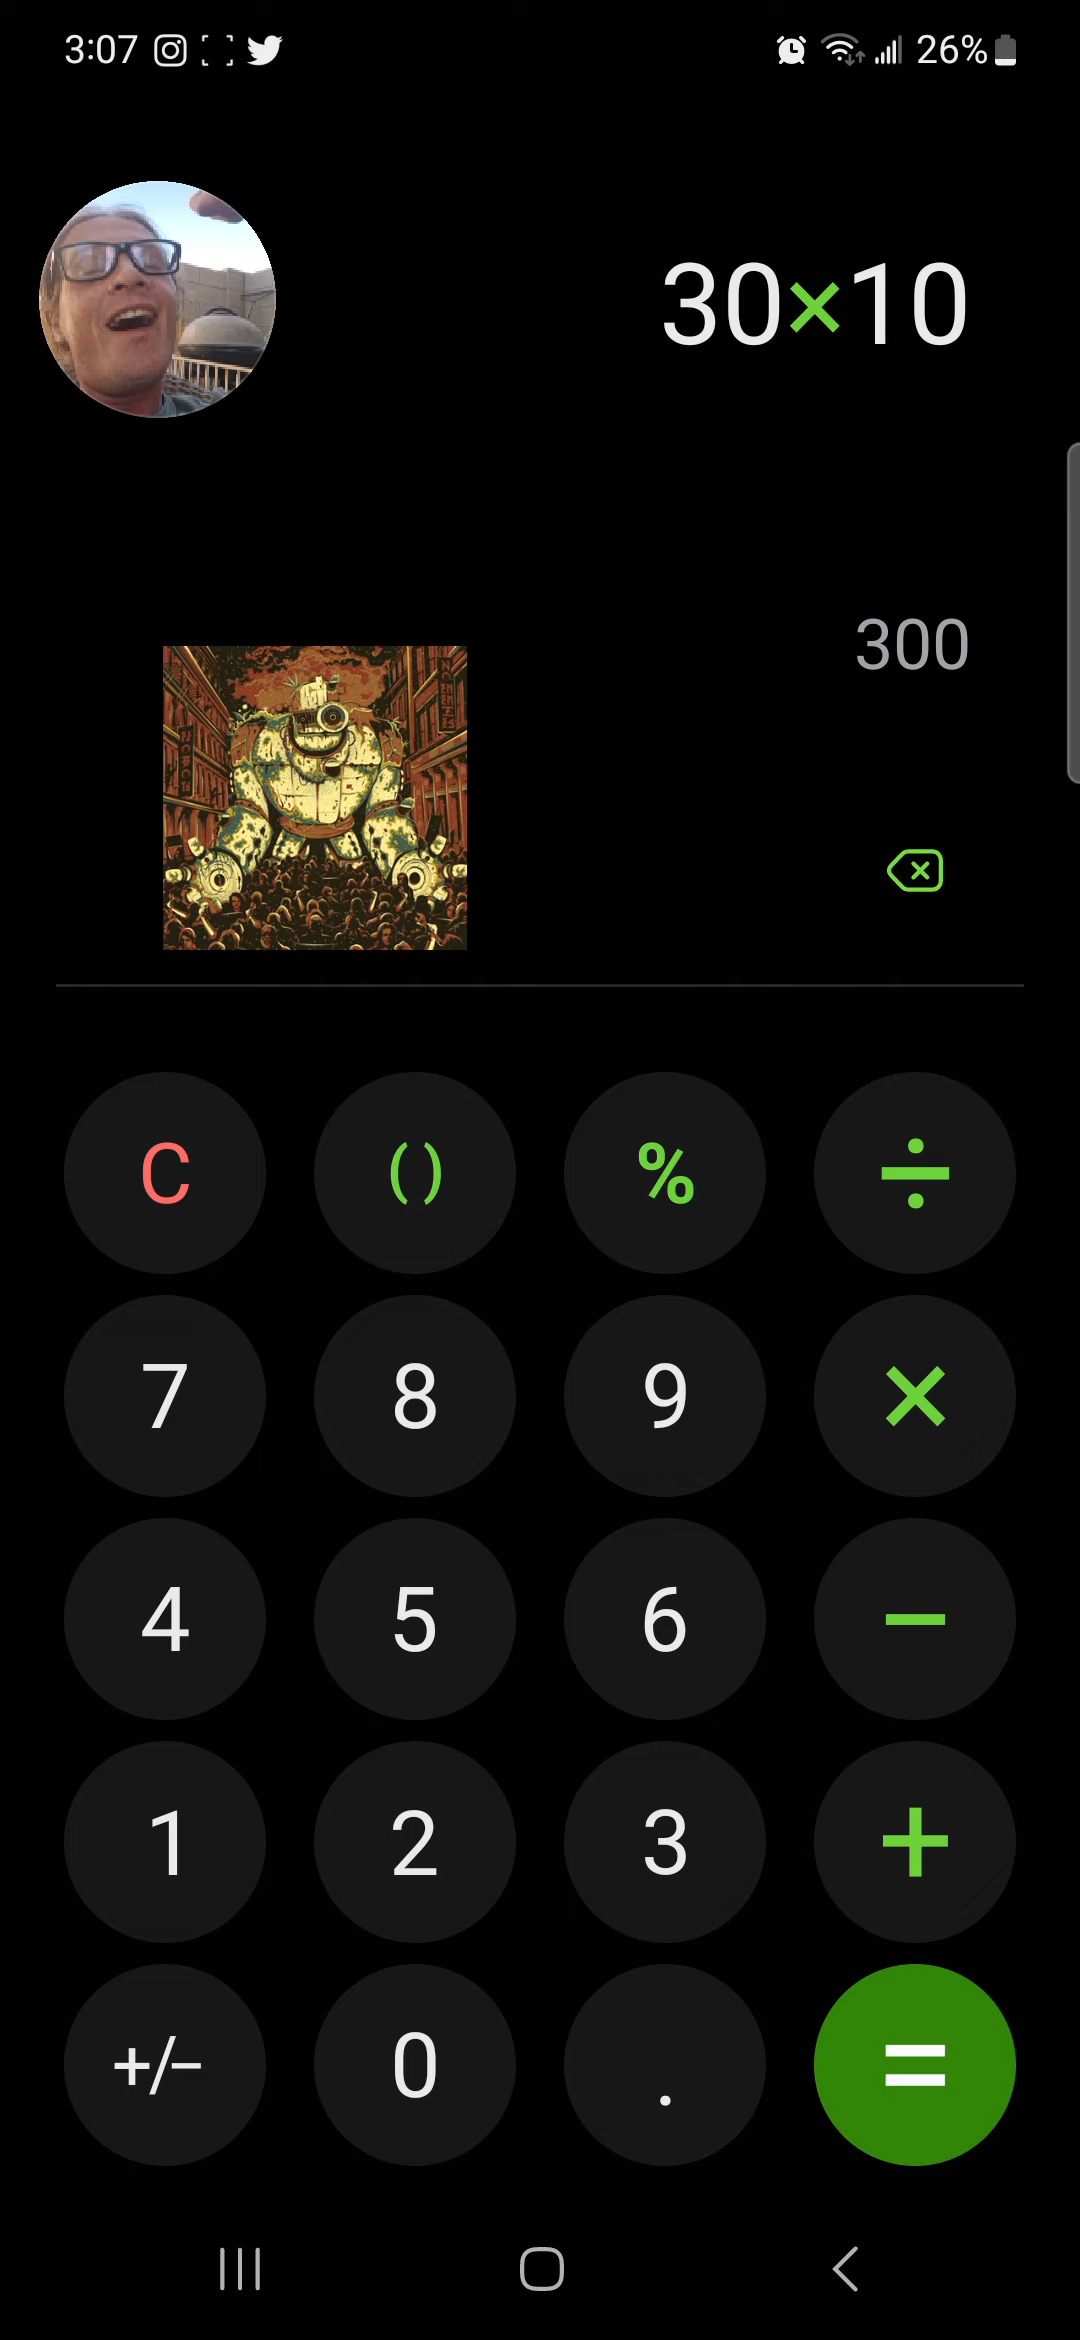 3:07 26%
30×10
300
C () % ÷
7 8 9 ×
4 5 6 −
1 2 3 +
+/− 0 . =